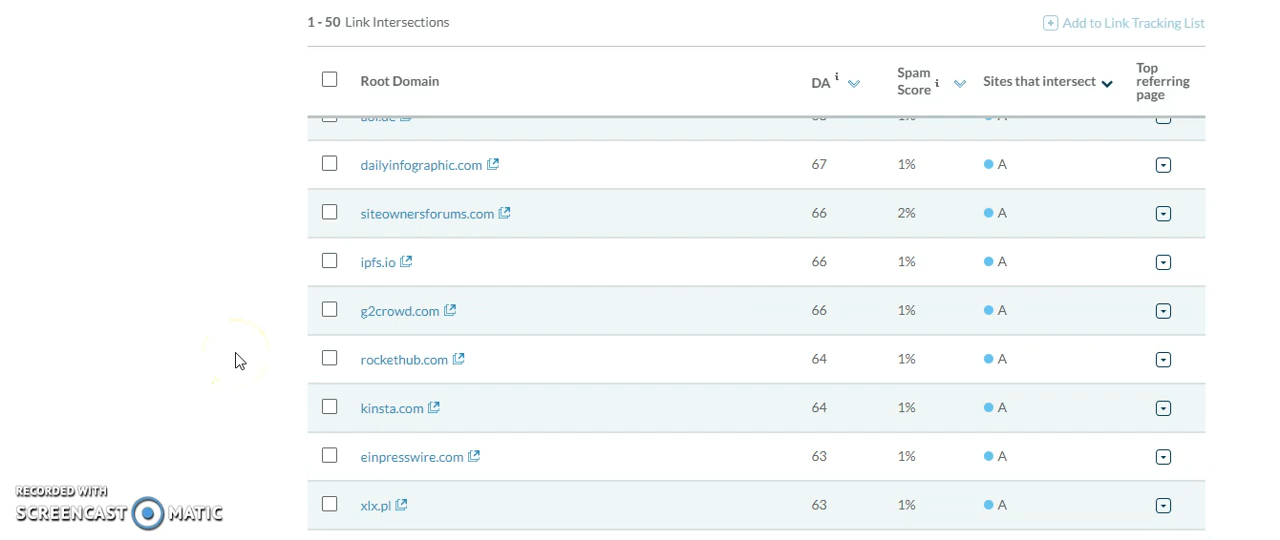 1 - 50 Link Intersections
Add to Link Tracking List
Root Domain
DA i
Spam Score i
Sites that intersect
Top referring page
dailyinfographic.com 67 1% A
siteownersforums.com 66 2% A
ipfs.io 66 1% A
g2crowd.com 66 1% A
rockethub.com 64 1% A
kinsta.com 64 1% A
einpresswire.com 63 1% A
xlx.pl 63 1% A
RECORDED WITH
SCREENCAST MATIC